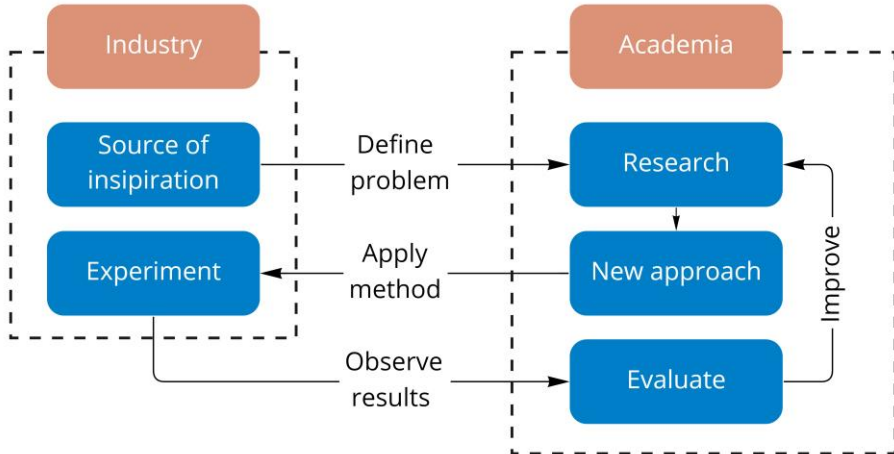 Industry
Academia
Source of
insipiration
Define
problem
Research
Experiment
Apply
method
New approach
Improve
Observe
results
Evaluate